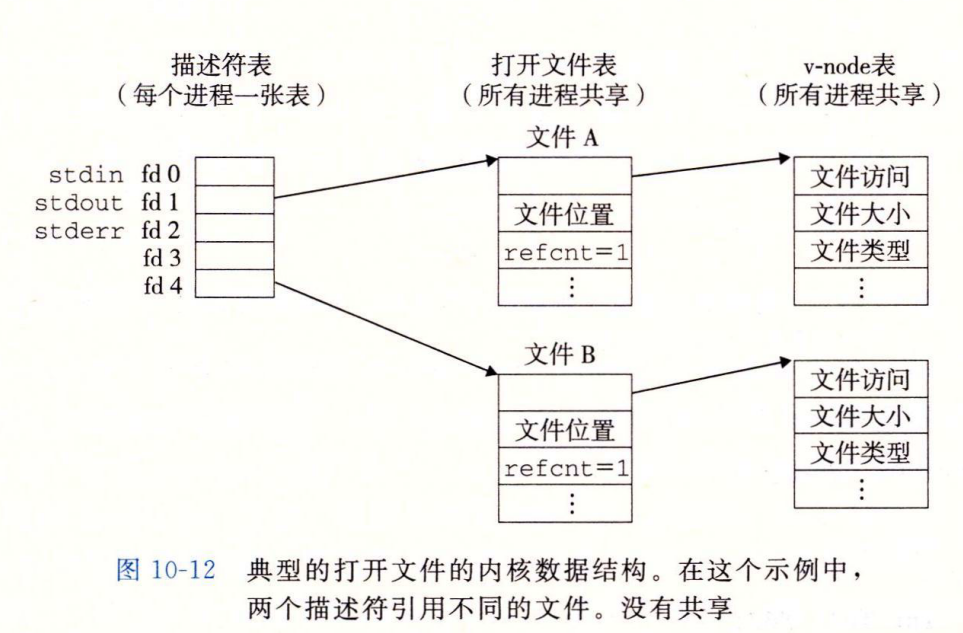 描述符表
（每个进程一张表）
打开文件表
（所有进程共享）
v-node表
（所有进程共享）
文件 A
stdin fd 0
stdout fd 1
stderr fd 2
fd 3
fd 4
文件位置
refcnt=1
⋮
文件访问
文件大小
文件类型
⋮
文件 B
文件位置
refcnt=1
⋮
文件访问
文件大小
文件类型
⋮
图 10-12 典型的打开文件的内核数据结构。在这个示例中，
两个描述符引用不同的文件。没有共享